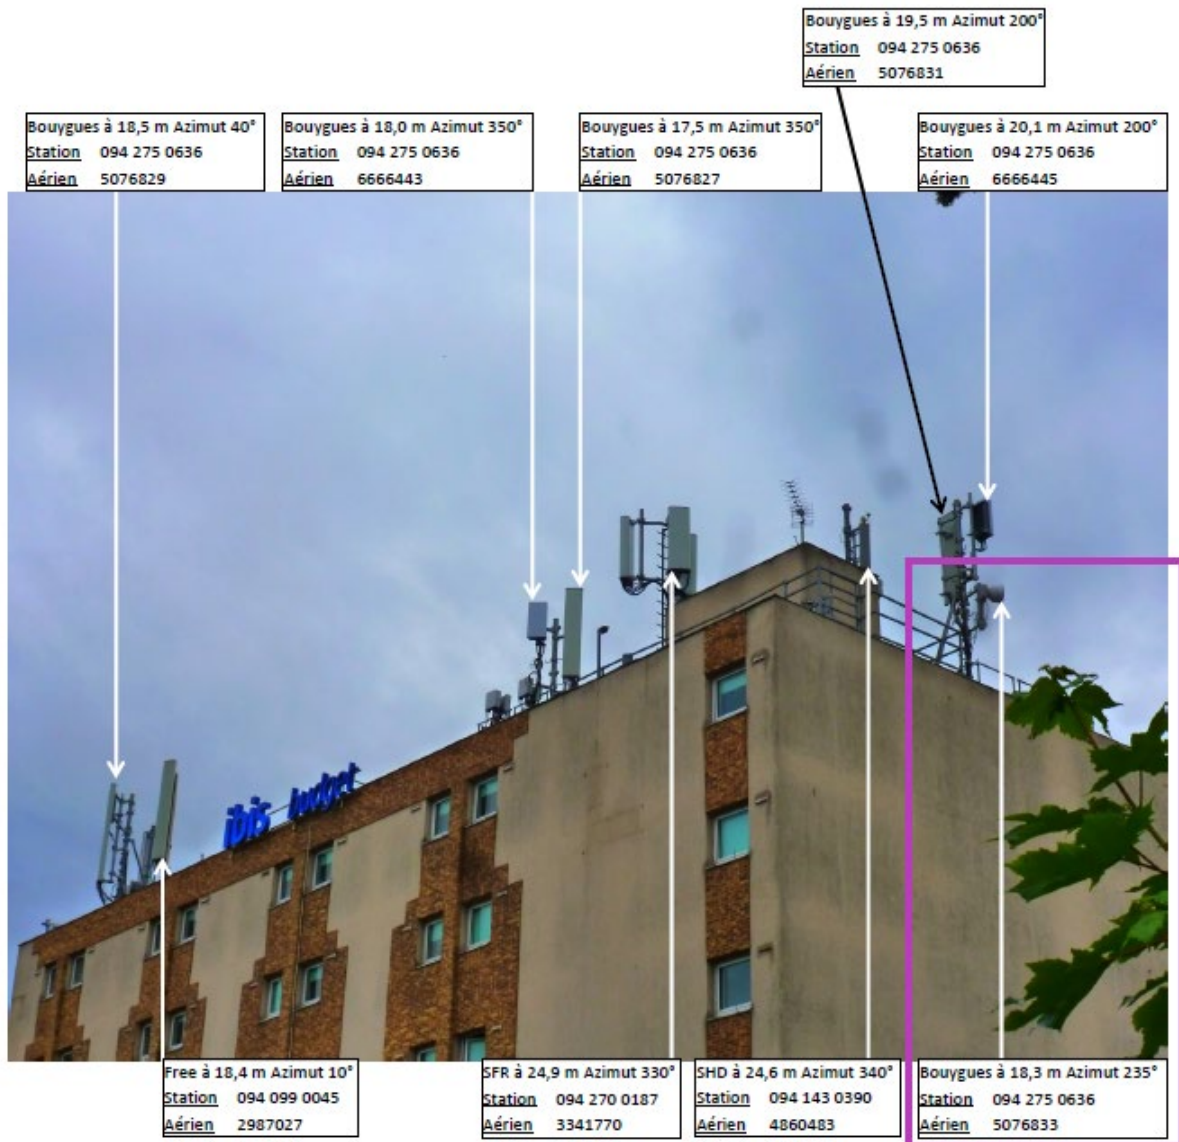 Bouygues à 19,5 m Azimut 200°
Station 094 275 0636
Aérien 5076831
Bouygues à 18,5 m Azimut 40°
Station 094 275 0636
Aérien 5076829
Bouygues à 18,0 m Azimut 350°
Station 094 275 0636
Aérien 6666443
Bouygues à 17,5 m Azimut 350°
Station 094 275 0636
Aérien 5076827
Bouygues à 20,1 m Azimut 200°
Station 094 275 0636
Aérien 6666445
ibis budget
Free à 18,4 m Azimut 10°
Station 094 099 0045
Aérien 2987027
SFR à 24,9 m Azimut 330°
Station 094 270 0187
Aérien 3341770
SHD à 24,6 m Azimut 340°
Station 094 143 0390
Aérien 4860483
Bouygues à 18,3 m Azimut 235°
Station 094 275 0636
Aérien 5076833